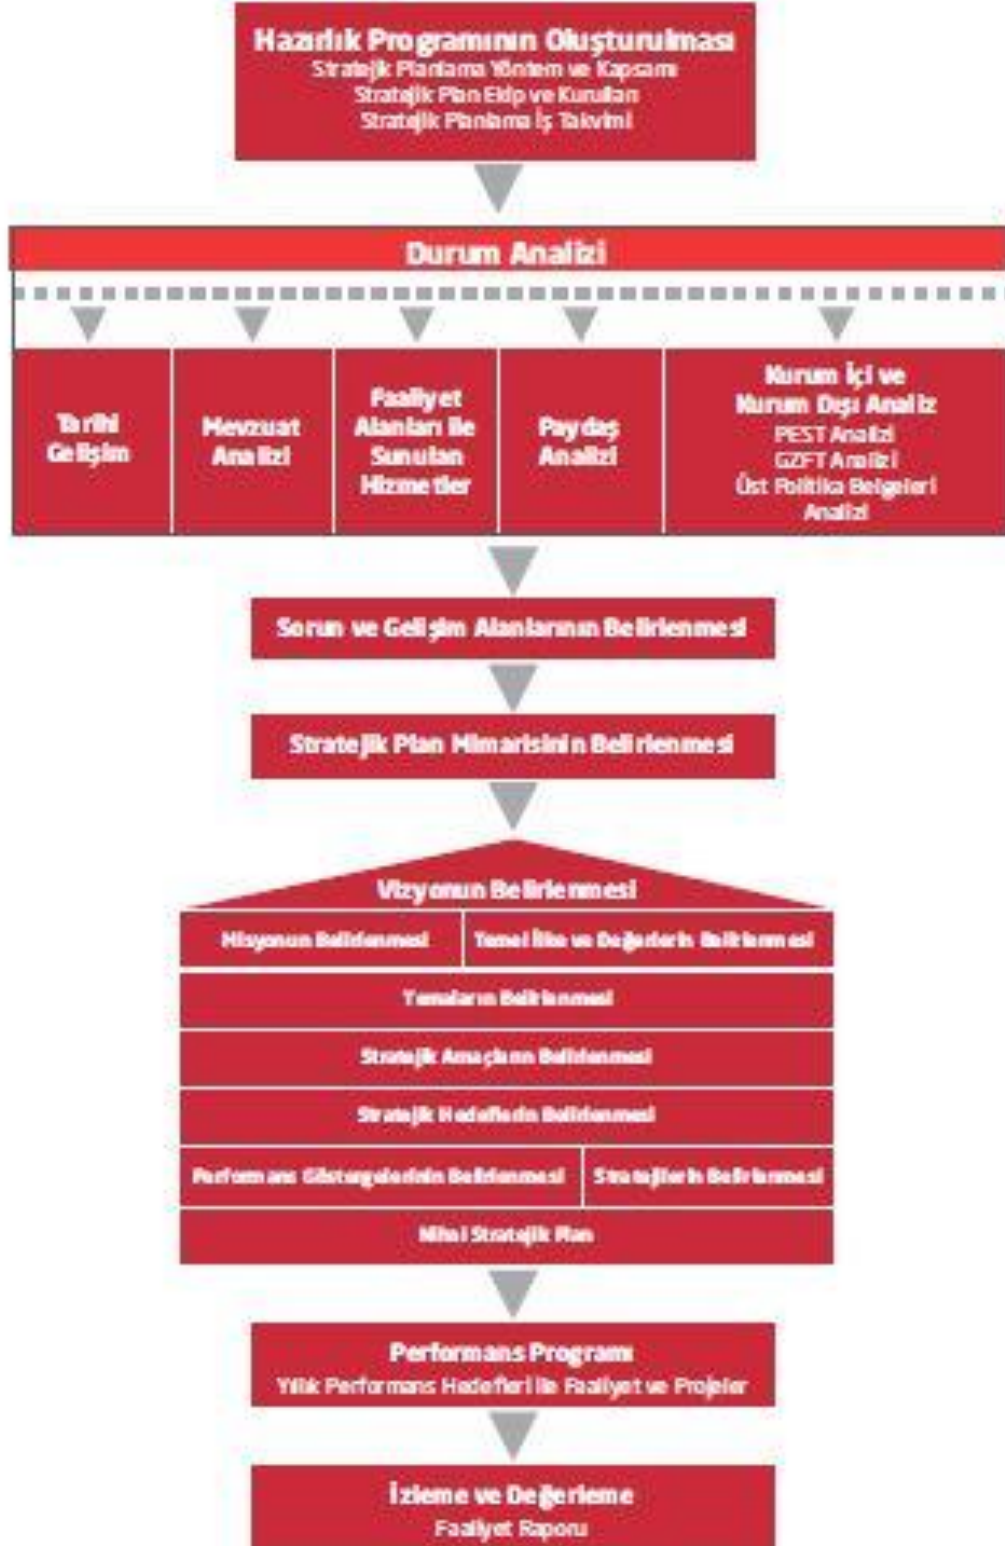 Hazırlık Programının Oluşturulması
Stratejik Planlama Yöntem ve Kapsamı
Stratejik Plan Ekip ve Kurulları
Stratejik Planlama İş Takvimi
Durum Analizi
Tarihi
Gelişim
Mevzuat
Analizi
Faaliyet
Alanları ile
Sunulan
Hizmetler
Paydaş
Analizi
Kurum İçi ve
Kurum Dışı Analiz
PEST Analizi
GZFT Analizi
Üst Politika Belgeleri
Analizi
Sorun ve Gelişim Alanlarının Belirlenmesi
Stratejik Plan Mimarisinin Belirlenmesi
Vizyonun Belirlenmesi
Misyonun Belirlenmesi
Temel İlke ve Değerlerin Belirlenmesi
Temaların Belirlenmesi
Stratejik Amaçların Belirlenmesi
Stratejik Hedeflerin Belirlenmesi
Performans Göstergelerinin Belirlenmesi
Stratejilerin Belirlenmesi
Nihai Stratejik Plan
Performans Programı
Yıllık Performans Hedefleri ile Faaliyet ve Projeler
İzleme ve Değerleme
Faaliyet Raporu